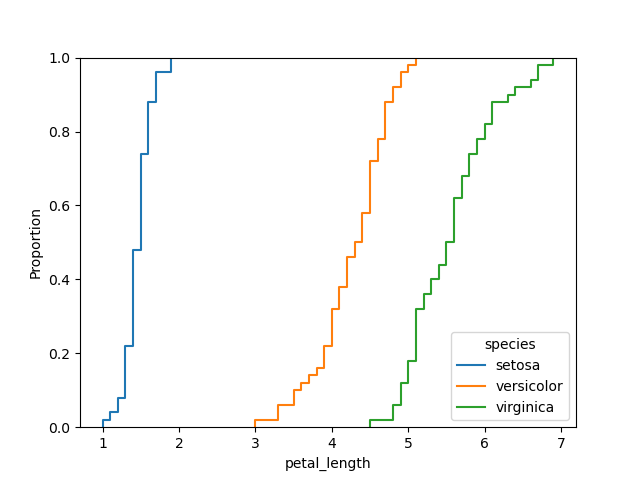 1.0
0.8
0.6
0.4
0.2
0.0
Proportion
1 2 3 4 5 6 7
petal_length
species
setosa
versicolor
virginica